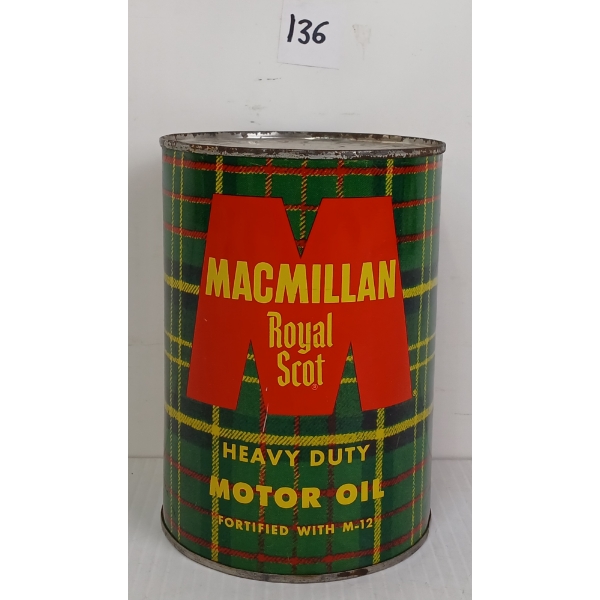 136
MACMILLAN
Royal
Scot
HEAVY DUTY
MOTOR OIL
FORTIFIED WITH M-12